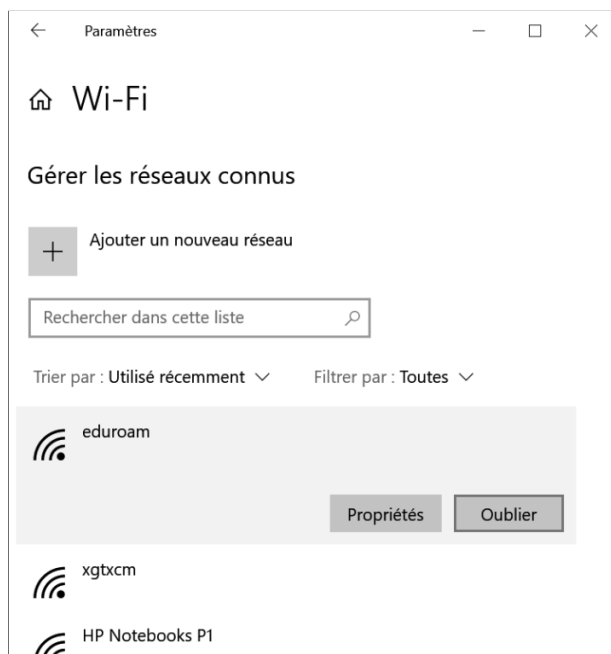 Paramètres
Wi-Fi
Gérer les réseaux connus
Ajouter un nouveau réseau
Rechercher dans cette liste
Trier par : Utilisé récemment Filtrer par : Toutes
eduroam
Propriétés Oublier
xgtxcm
HP Notebooks P1